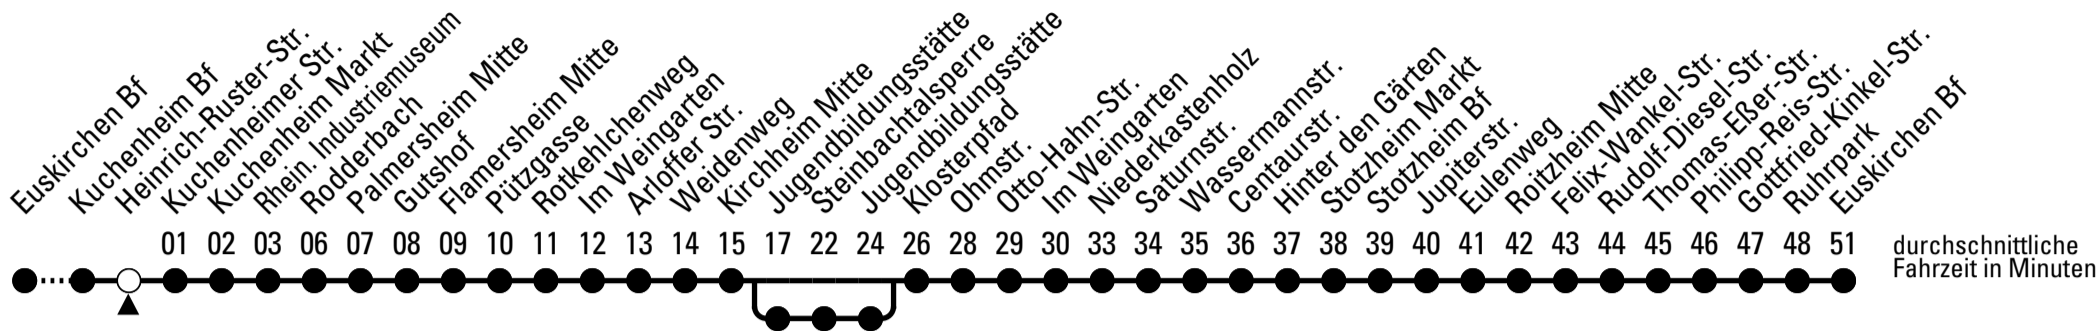 Euskirchen Bf
Kuchenheim Bf
Heinrich-Ruster-Str.
Kuchenheimer Str.
Kuchenheim Markt
Rhein. Industriemuseum
Rodderbach
Palmersheim Mitte
Gutshof
Flamersheim Mitte
Pützgasse
Rotkehlchenweg
Im Weingarten
Arloffer Str.
Weidenweg
Kirchheim Mitte
Jugendbildungsstätte
Steinbachtalsperre
Jugendbildungsstätte
Klosterpfad
Ohmstr.
Otto-Hahn-Str.
Im Weingarten
Niederkastenholz
Saturnstr.
Wassermannstr.
Centaurstr.
Hinter den Gärten
Stotzheim Markt
Stotzheim Bf
Jupiterstr.
Eulenweg
Roitzheim Mitte
Felix-Wankel-Str.
Rudolf-Diesel-Str.
Thomas-Eßer-Str.
Philipp-Reis-Str.
Gottfried-Kinkel-Str.
Ruhrpark
Euskirchen Bf
01 02 03 06 07 08 09 10 11 12 13 14 15 17 22 24 26 28 29 30 33 34 35 36 37 38 39 40 41 42 43 44 45 46 47 48 51
durchschnittliche
Fahrzeit in Minuten